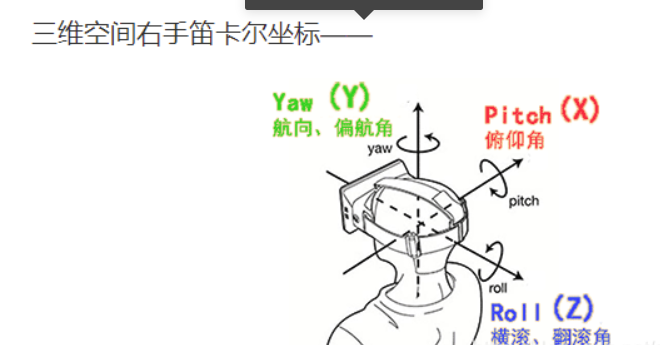 三维空间右手笛卡尔坐标——
Yaw (Y)
航向、偏航角
yaw
Pitch (X)
俯仰角
pitch
roll
Roll (Z)
横滚、翻滚角